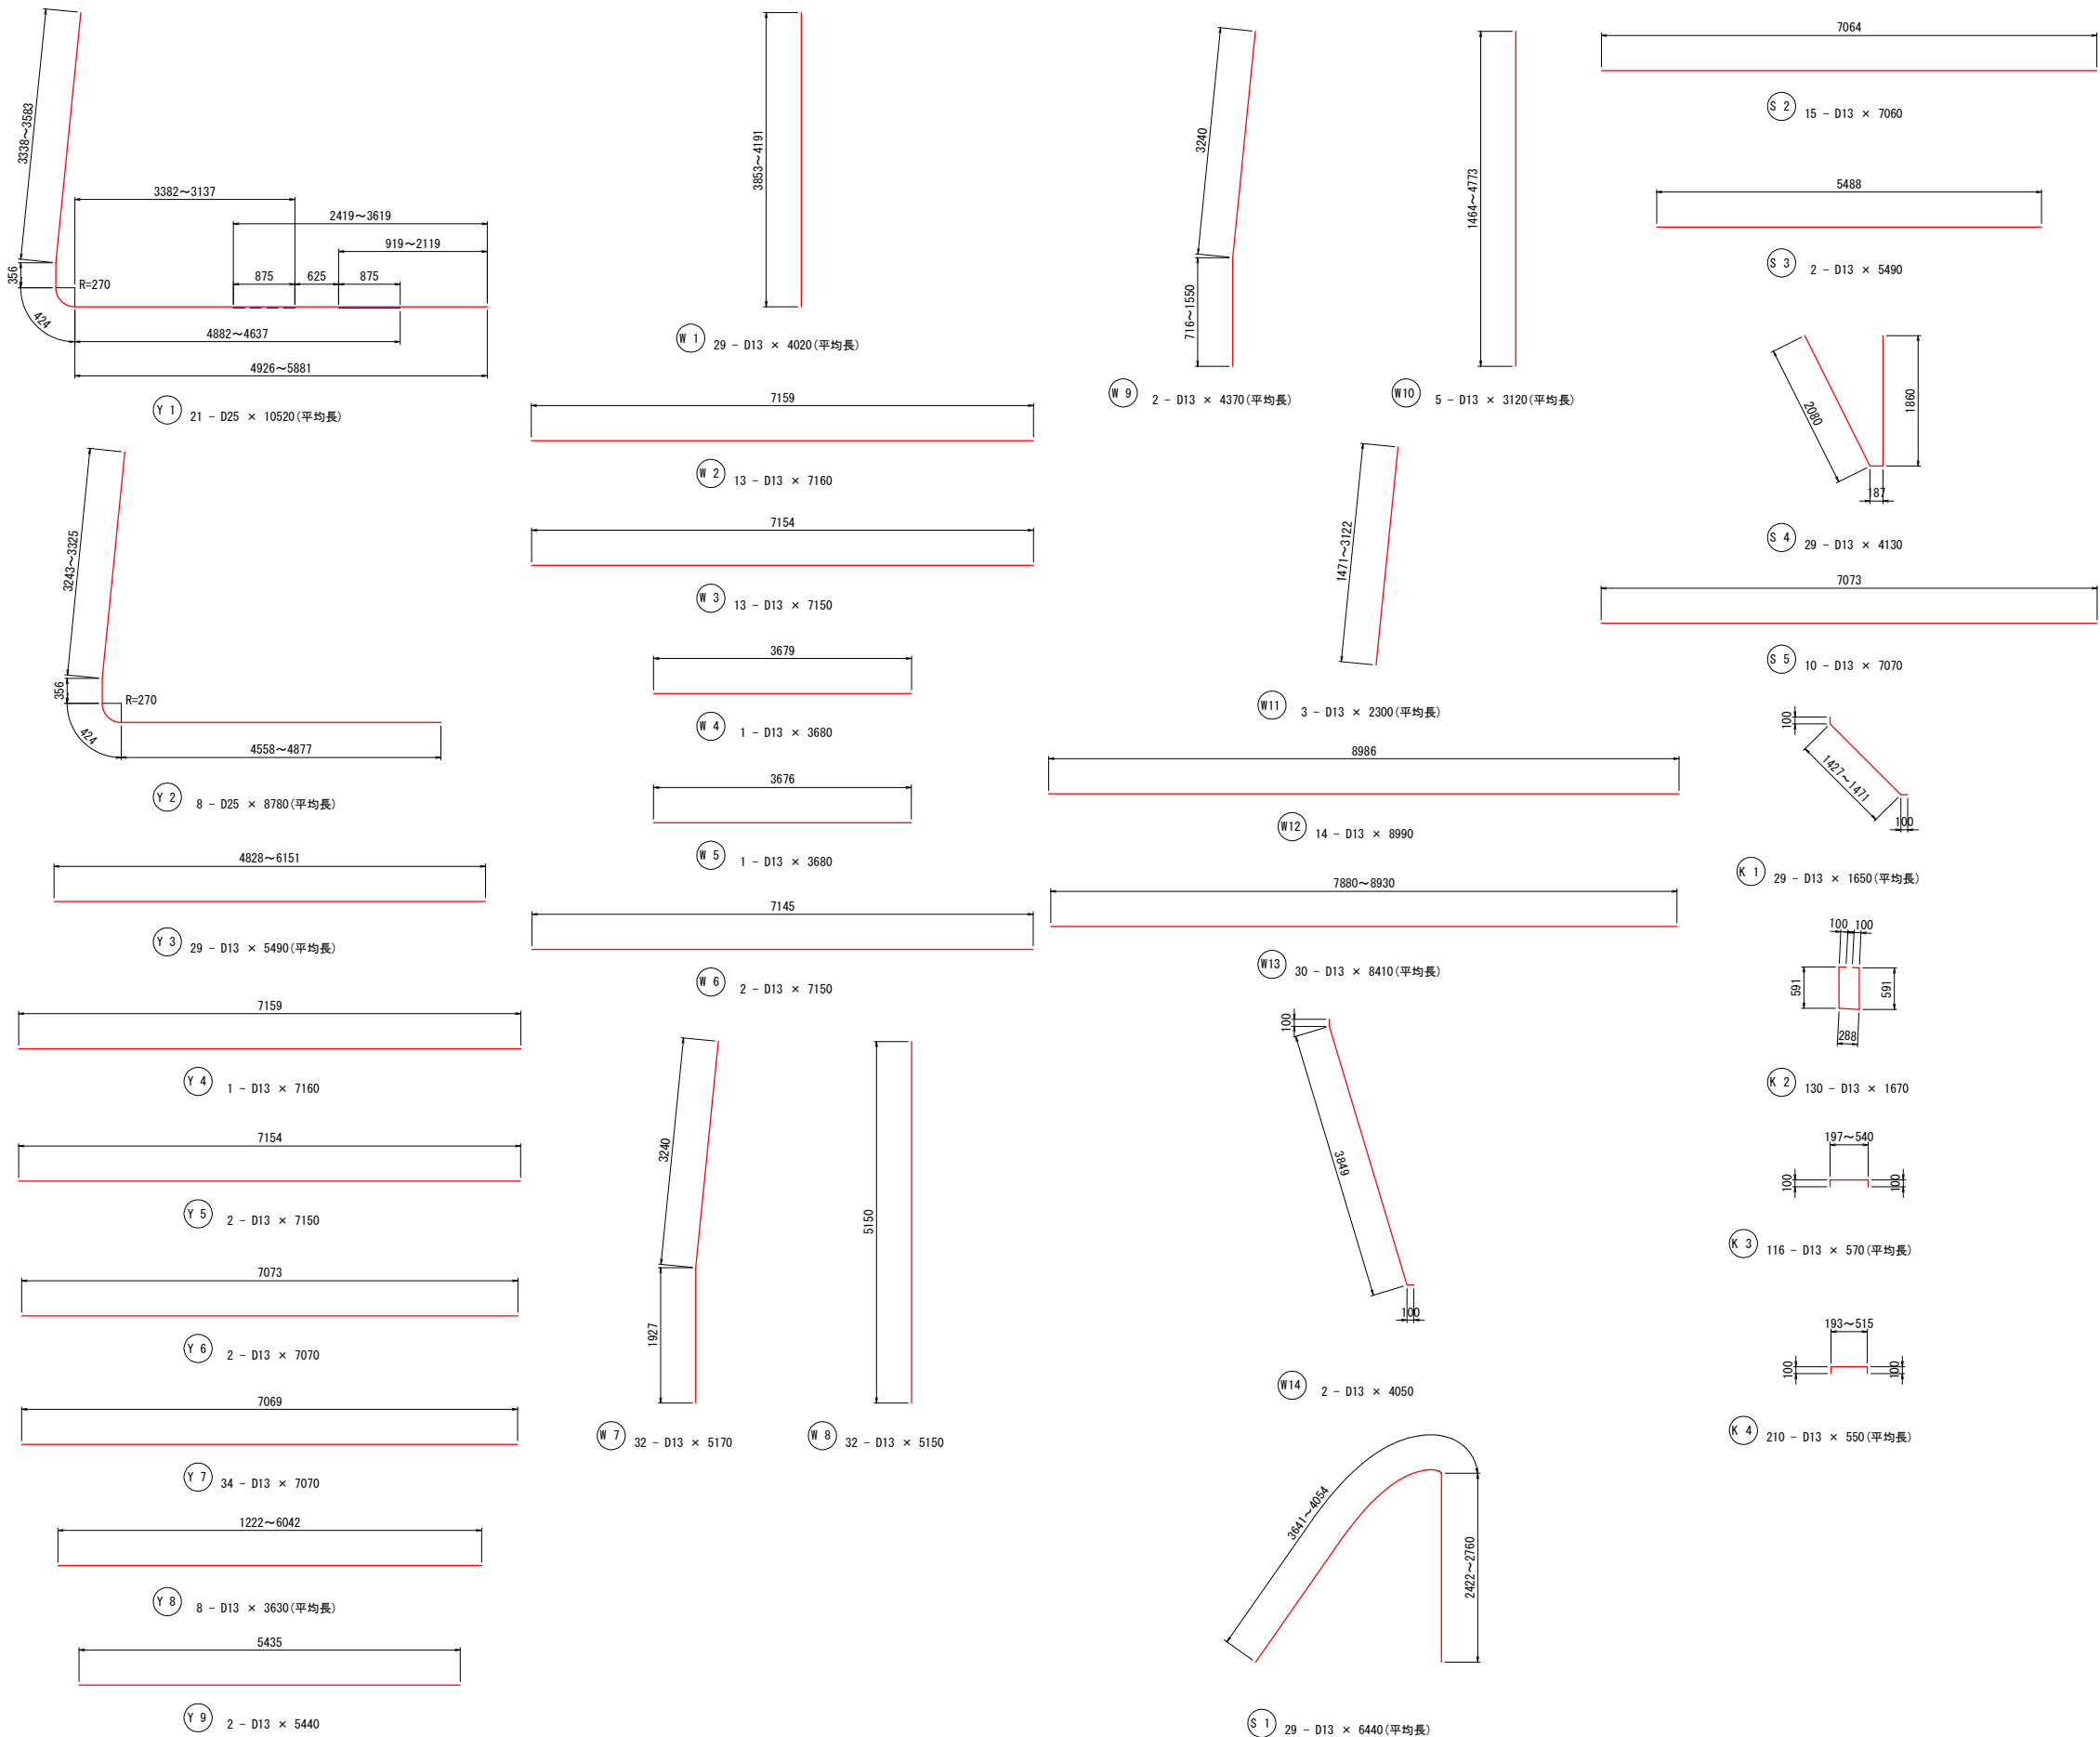 3338～3583
3382～3137
2419～3619
919～2119
875
625
875
356
R=270
424
4882～4637
4926～5881
Y 1 21 - D25 × 10520(平均長)
3243～3325
356
R=270
424
4558～4877
Y 2 8 - D25 × 8780(平均長)
4828～6151
Y 3 29 - D13 × 5490(平均長)
7159
Y 4 1 - D13 × 7160
7154
Y 5 2 - D13 × 7150
7073
Y 6 2 - D13 × 7070
7069
Y 7 34 - D13 × 7070
1222～6042
Y 8 8 - D13 × 3630(平均長)
5435
Y 9 2 - D13 × 5440
3853～4191
W 1 29 - D13 × 4020(平均長)
7159
W 2 13 - D13 × 7160
7154
W 3 13 - D13 × 7150
3679
W 4 1 - D13 × 3680
3676
W 5 1 - D13 × 3680
7145
W 6 2 - D13 × 7150
3240
1927
W 7 32 - D13 × 5170
5150
W 8 32 - D13 × 5150
3240
716～1550
W 9 2 - D13 × 4370(平均長)
1464～4773
W10 5 - D13 × 3120(平均長)
1471～3122
W11 3 - D13 × 2300(平均長)
8986
W12 14 - D13 × 8990
7880～8930
W13 30 - D13 × 8410(平均長)
100
3849
100
W14 2 - D13 × 4050
3641～4054
2422～2760
S 1 29 - D13 × 6440(平均長)
7064
S 2 15 - D13 × 7060
5488
S 3 2 - D13 × 5490
2080
1860
187
S 4 29 - D13 × 4130
7073
S 5 10 - D13 × 7070
100
1427～1471
100
K 1 29 - D13 × 1650(平均長)
100
100
591
591
288
K 2 130 - D13 × 1670
197～540
100
100
K 3 116 - D13 × 570(平均長)
193～515
100
100
K 4 210 - D13 × 550(平均長)